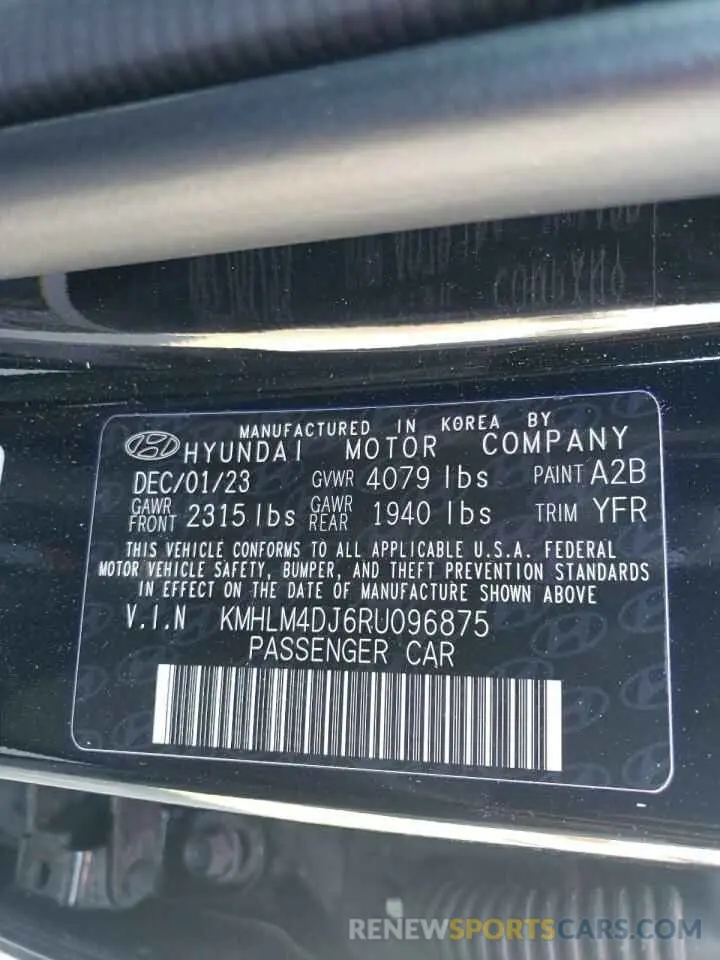 MANUFACTURED IN KOREA BY
HYUNDAI MOTOR COMPANY
DEC/01/23 GVWR 4079 lbs PAINT A2B
GAWR FRONT 2315 lbs GAWR REAR 1940 lbs TRIM YFR
THIS VEHICLE CONFORMS TO ALL APPLICABLE U.S.A. FEDERAL
MOTOR VEHICLE SAFETY, BUMPER, AND THEFT PREVENTION STANDARDS
IN EFFECT ON THE DATE OF MANUFACTURE SHOWN ABOVE
V.I.N KMHLM4DJ6RU096875
PASSENGER CAR
RENEWSPORTSCARS.COM